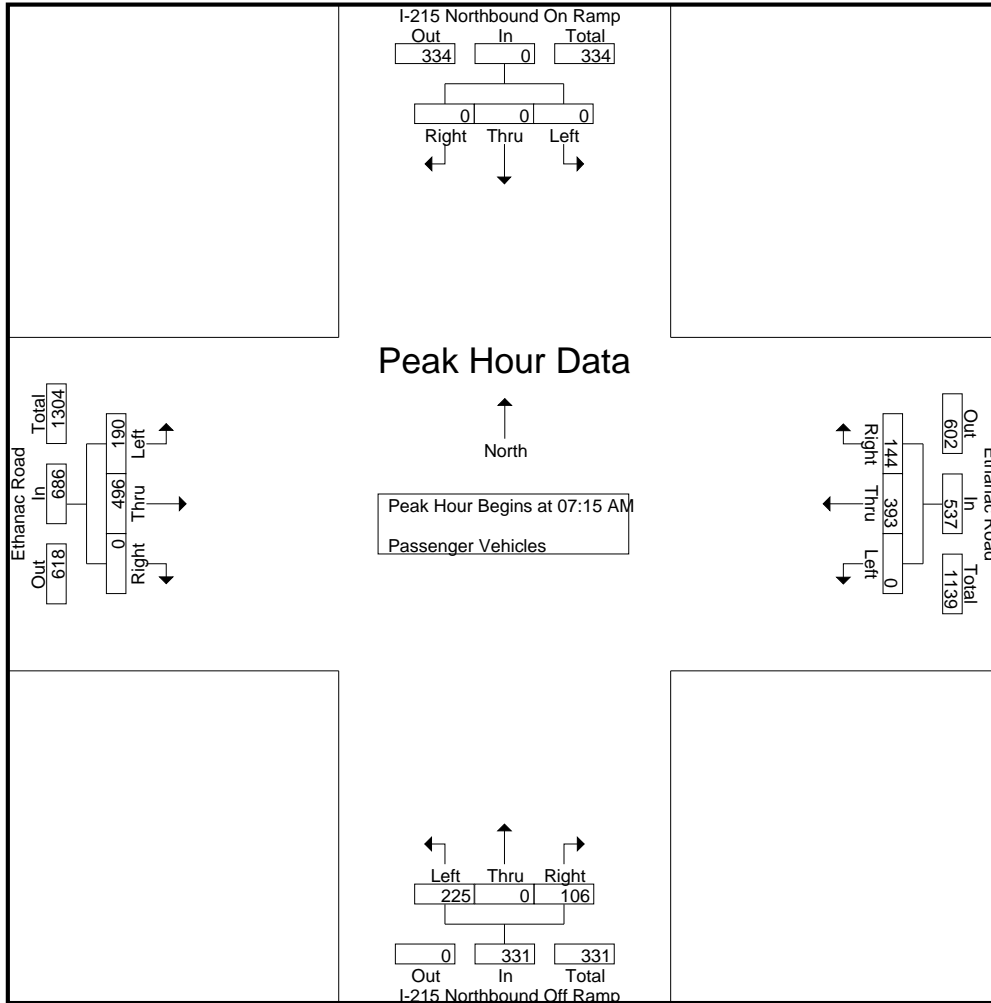 I-215 Northbound On Ramp
Out In Total
334 0 334
0 0 0
Right Thru Left
Peak Hour Data
North
Peak Hour Begins at 07:15 AM
Passenger Vehicles
Ethanac Road
Out In Total
618 686 1304
190 496 0
Left Thru Right
Ethanac Road
Out In Total
602 537 1139
144 393 0
Right Thru Left
Left Thru Right
225 0 106
0 331 331
Out In Total
I-215 Northbound Off Ramp